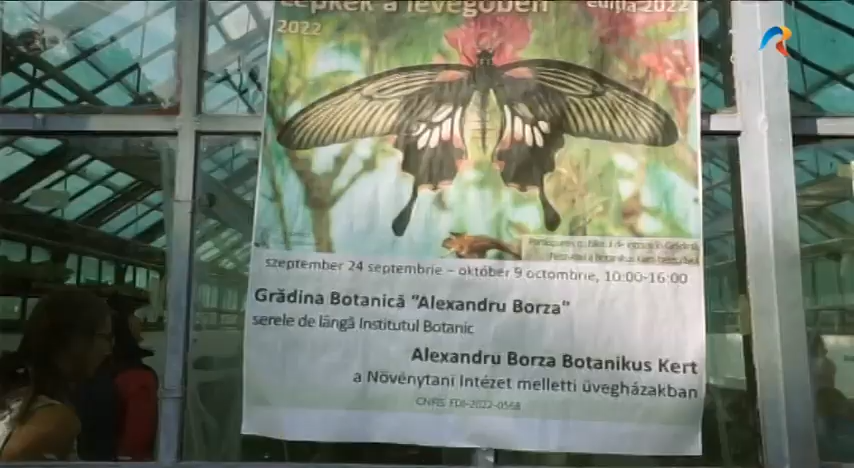 Lepkék a levegőben
ediția 2022
2022
szeptember 24 septembrie – október 9 octombrie, 10:00-16:00
Grădina Botanică "Alexandru Borza"
serele de lângă Institutul Botanic
Alexandru Borza Botanikus Kert
a Növénytani Intézet melletti üvegházakban
CNFIS FDI-2022-0568